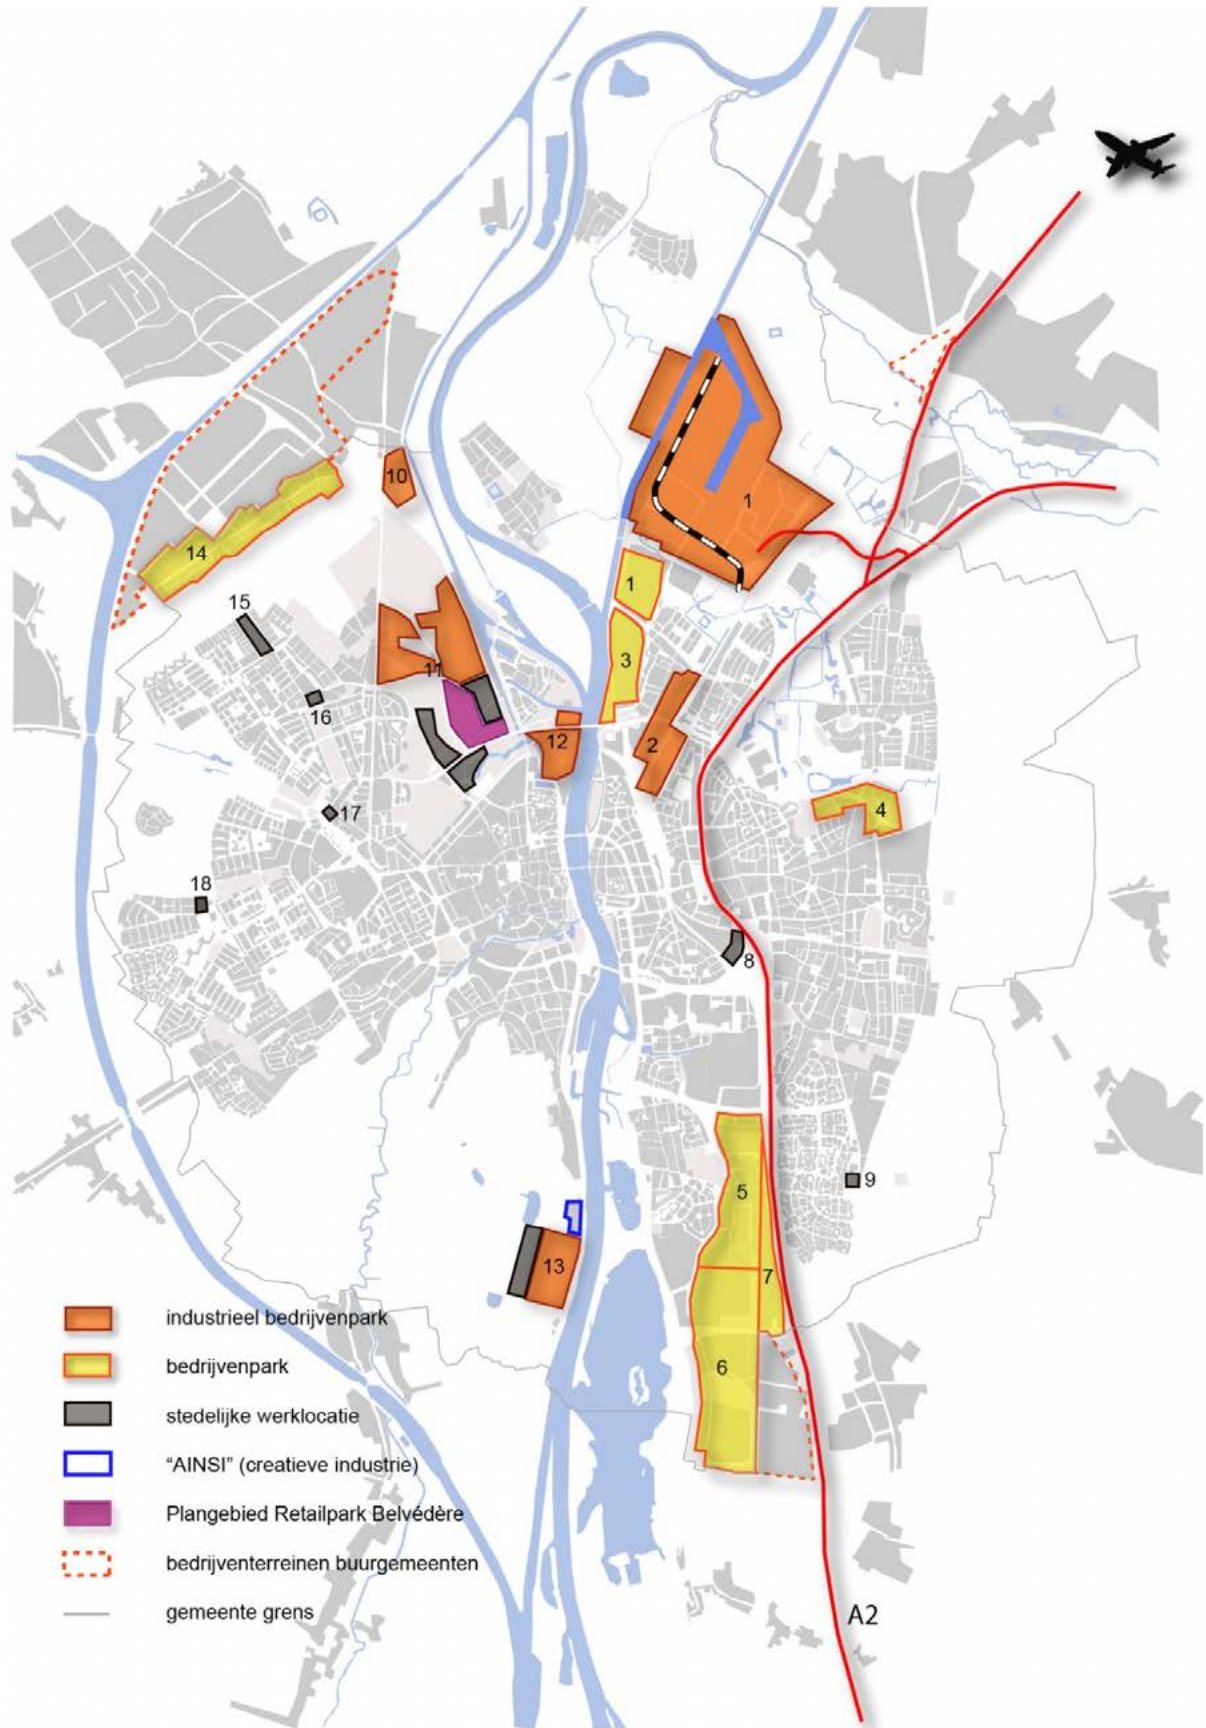 10
1
14
1
15
3
11
16
2
12
4
17
18
8
9
5
13
7
6
industrieel bedrijvenpark
bedrijvenpark
stedelijke werklocatie
“AINSI” (creatieve industrie)
Plangebied Retailpark Belvédère
bedrijventerreinen buurgemeenten
gemeente grens
A2